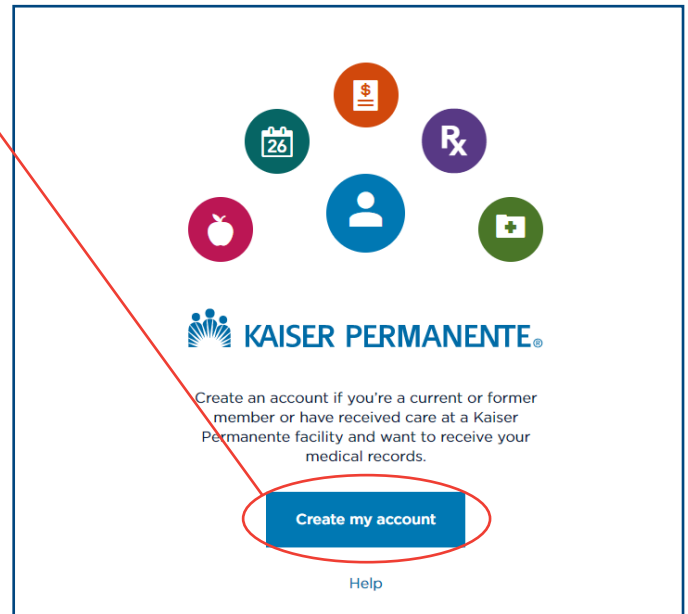 $
26
Rx
KAISER PERMANENTE®
Create an account if you’re a current or former
member or have received care at a Kaiser
Permanente facility and want to receive your
medical records.
Create my account
Help